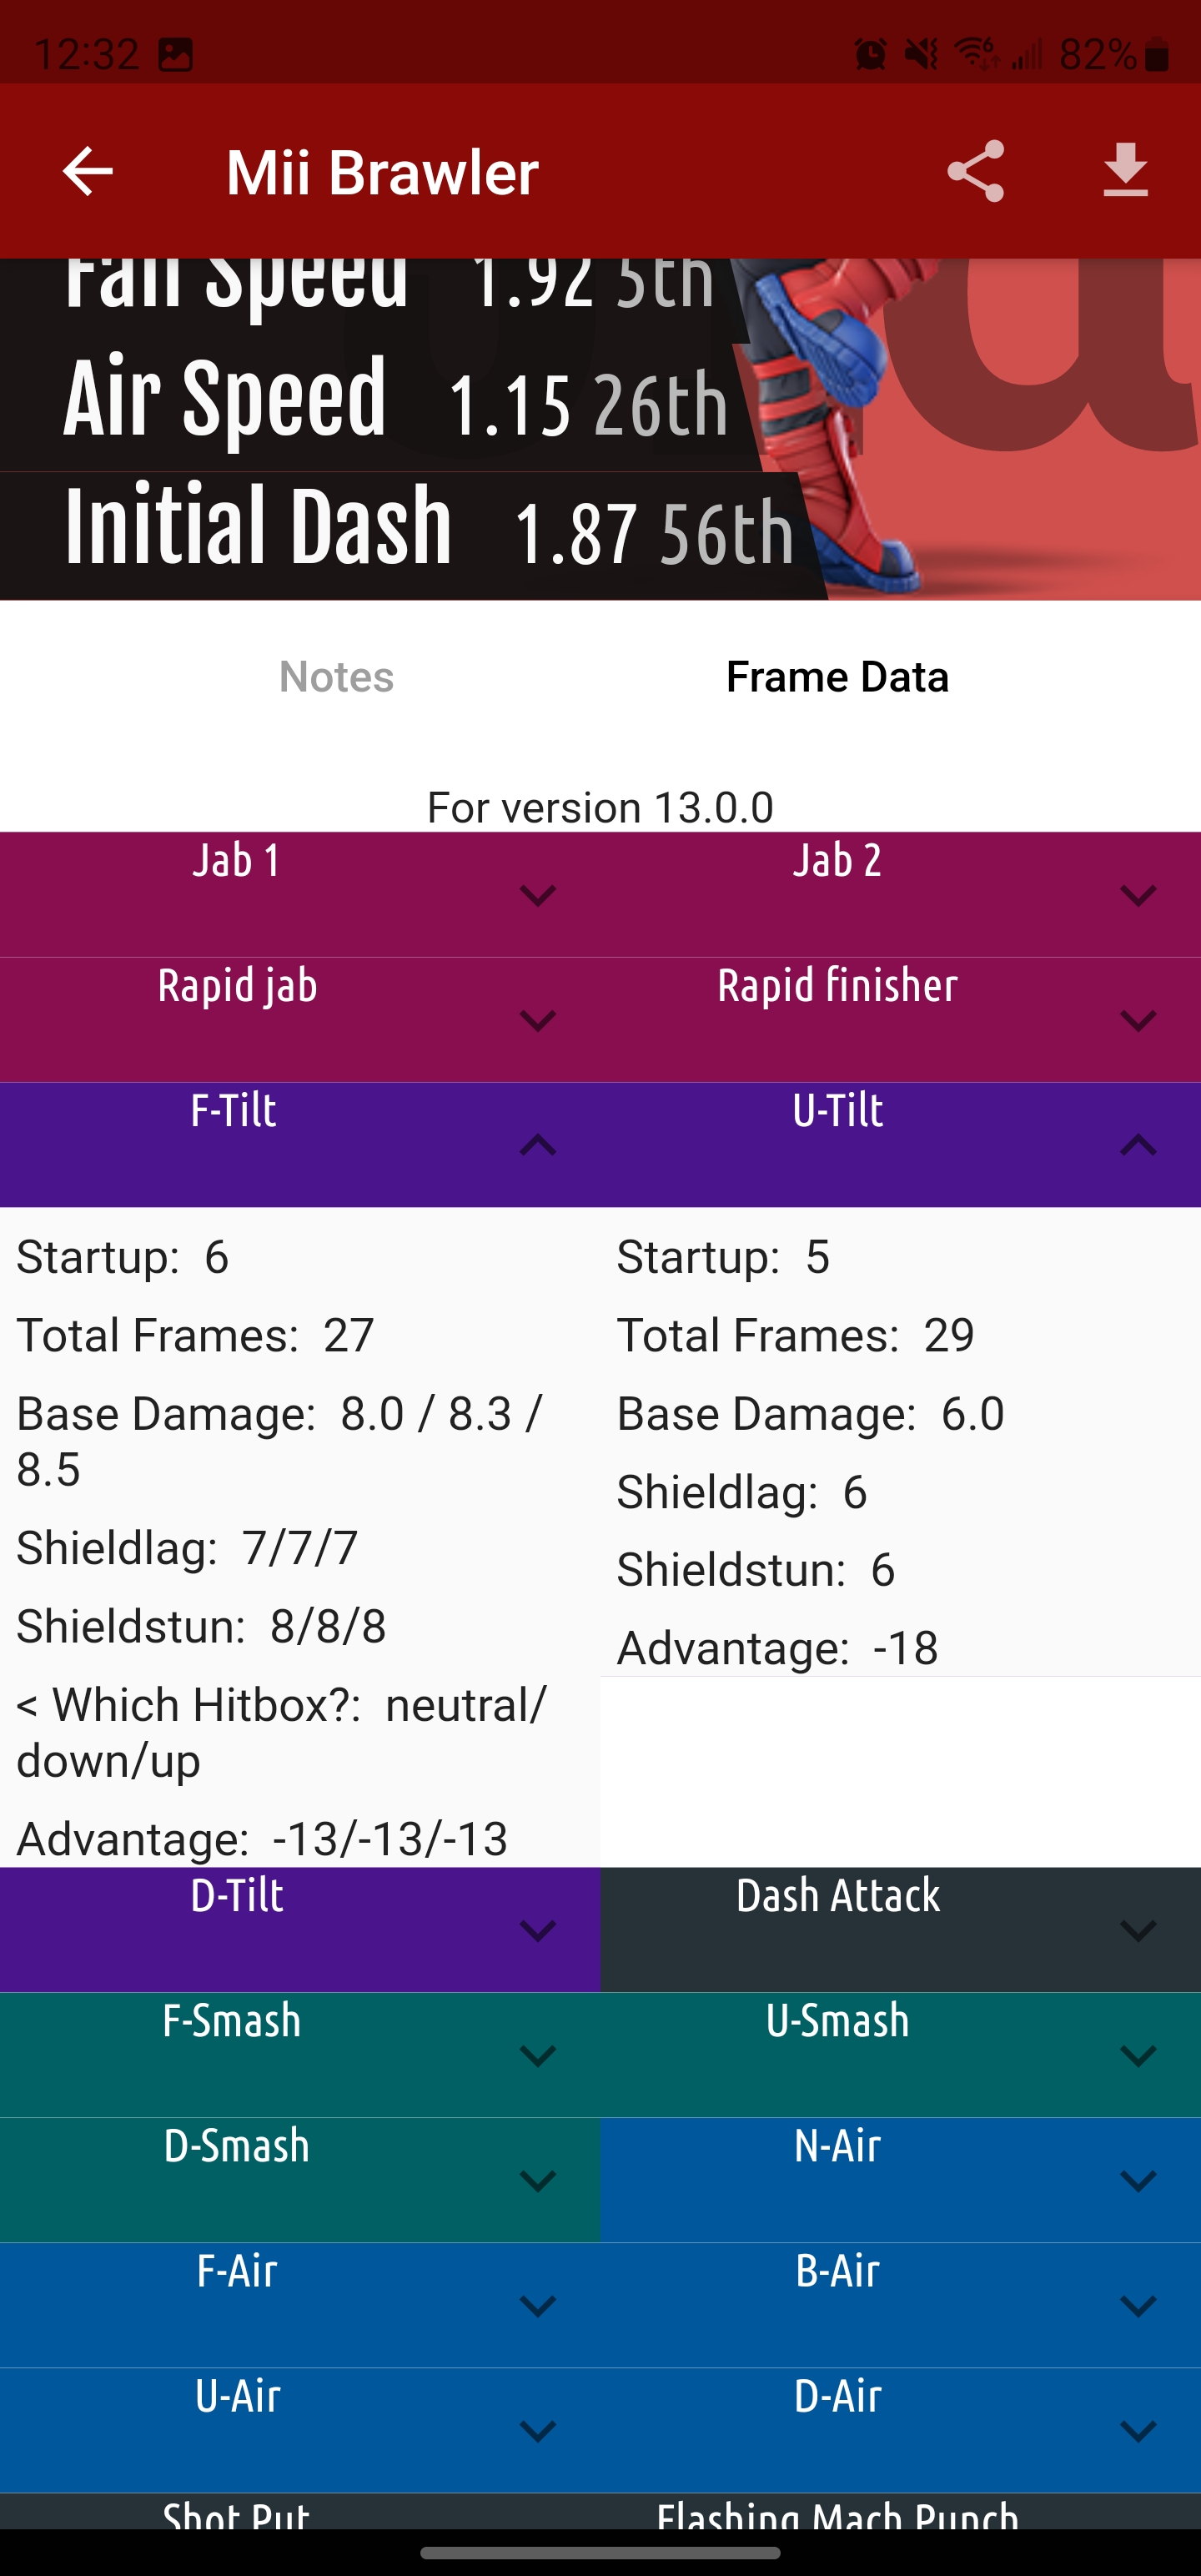 12:32 82%
Mii Brawler
Fall Speed 1.92 5th
Air Speed 1.15 26th
Initial Dash 1.87 56th
Notes Frame Data
For version 13.0.0
Jab 1 Jab 2
Rapid jab Rapid finisher
F-Tilt U-Tilt
Startup: 6
Total Frames: 27
Base Damage: 8.0 / 8.3 /
8.5
Shieldlag: 7/7/7
Shieldstun: 8/8/8
< Which Hitbox?: neutral/
down/up
Advantage: -13/-13/-13
Startup: 5
Total Frames: 29
Base Damage: 6.0
Shieldlag: 6
Shieldstun: 6
Advantage: -18
D-Tilt Dash Attack
F-Smash U-Smash
D-Smash N-Air
F-Air B-Air
U-Air D-Air
Shot Put Flashing Mach Punch